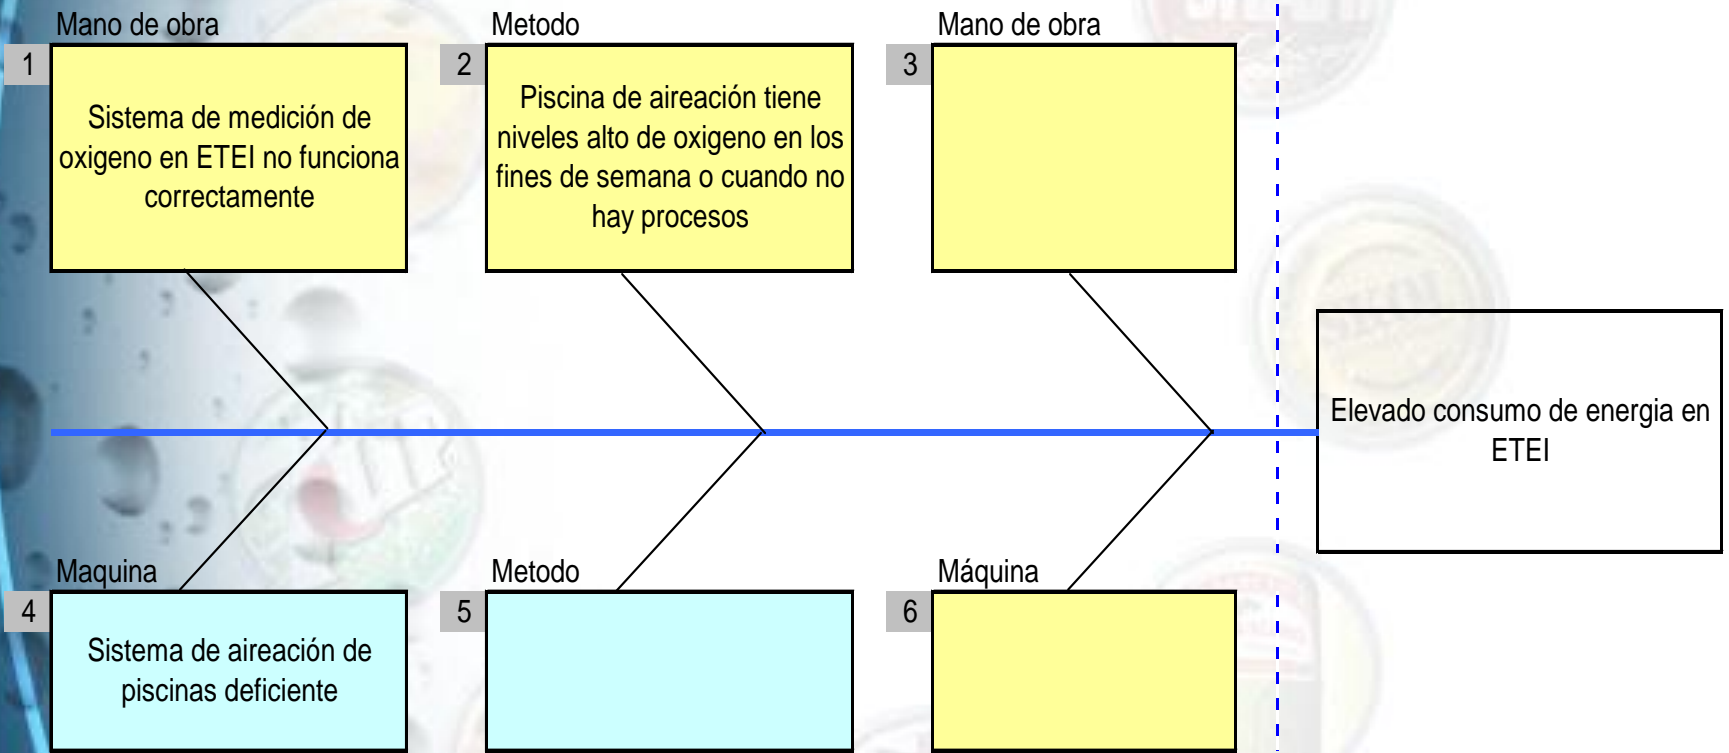 Mano de obra
1
Sistema de medición de
oxigeno en ETEI no funciona
correctamente
Metodo
2
Piscina de aireación tiene
niveles alto de oxigeno en los
fines de semana o cuando no
hay procesos
Mano de obra
3
Elevado consumo de energia en
ETEI
Maquina
4
Sistema de aireación de
piscinas deficiente
Metodo
5
Máquina
6